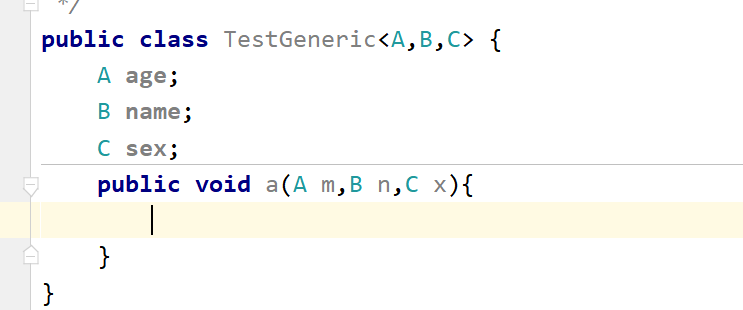 */
public class TestGeneric<A,B,C> {
    A age;
    B name;
    C sex;
    public void a(A m,B n,C x){

    }
}